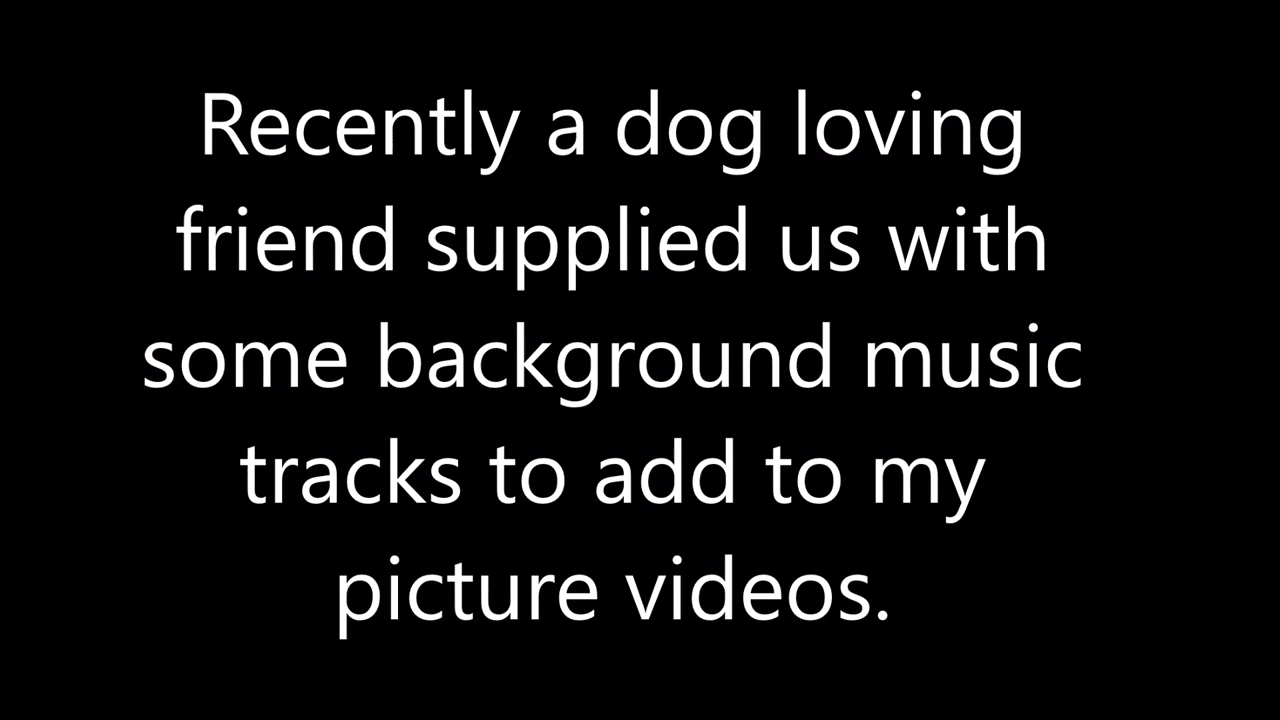 Recently a dog loving
friend supplied us with
some background music
tracks to add to my
picture videos.